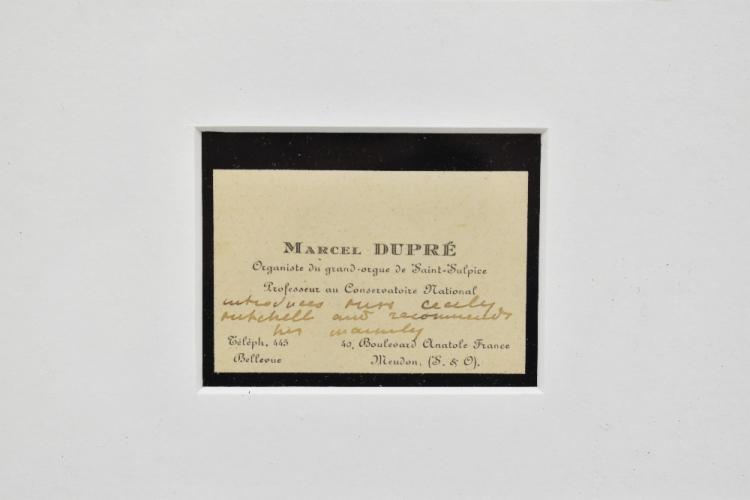 Marcel DUPRÉ
Organiste du grand-orgue de Saint-Sulpice
Professeur au Conservatoire National
introduces Miss Cecily
Mitchell and recommends
her warmly
Téléph. 445 40, Boulevard Anatole France
Bellevue Meudon, (S. & O).